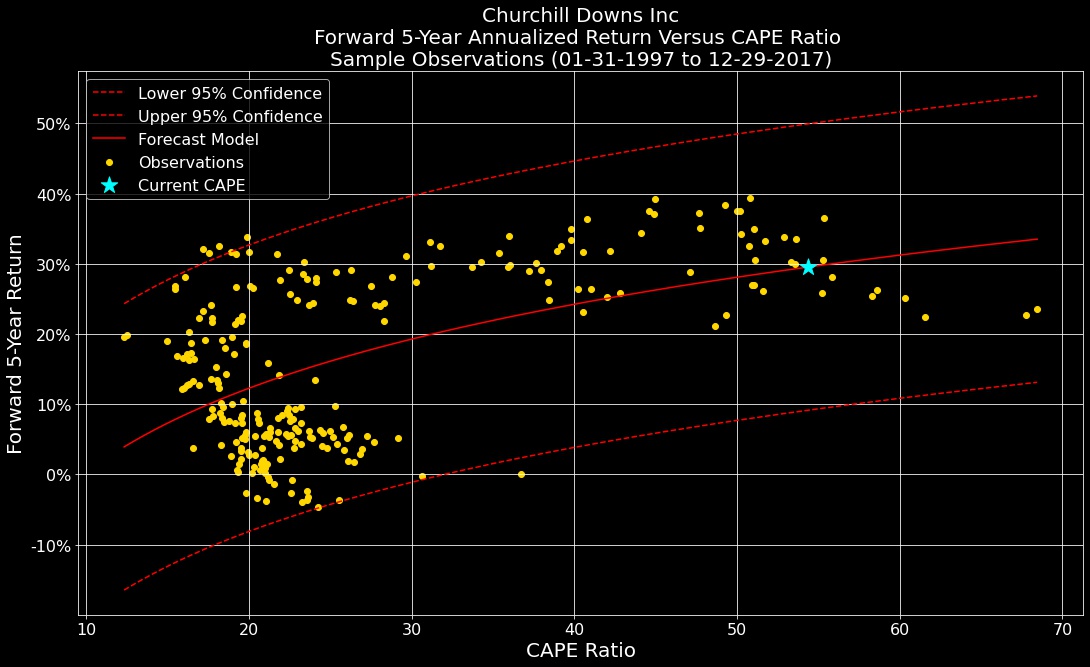 Churchill Downs Inc
Forward 5-Year Annualized Return Versus CAPE Ratio
Sample Observations (01-31-1997 to 12-29-2017)
Lower 95% Confidence
Upper 95% Confidence
Forecast Model
Observations
Current CAPE
Forward 5-Year Return
50%
40%
30%
20%
10%
0%
-10%
10 20 30 40 50 60 70
CAPE Ratio